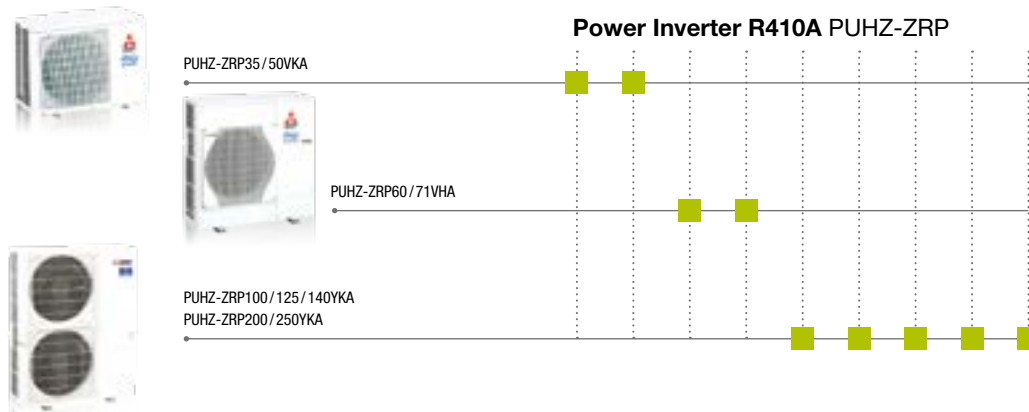 Power Inverter R410A PUHZ-ZRP
PUHZ-ZRP35/50VKA
PUHZ-ZRP60/71VHA
PUHZ-ZRP100/125/140YKA
PUHZ-ZRP200/250YKA